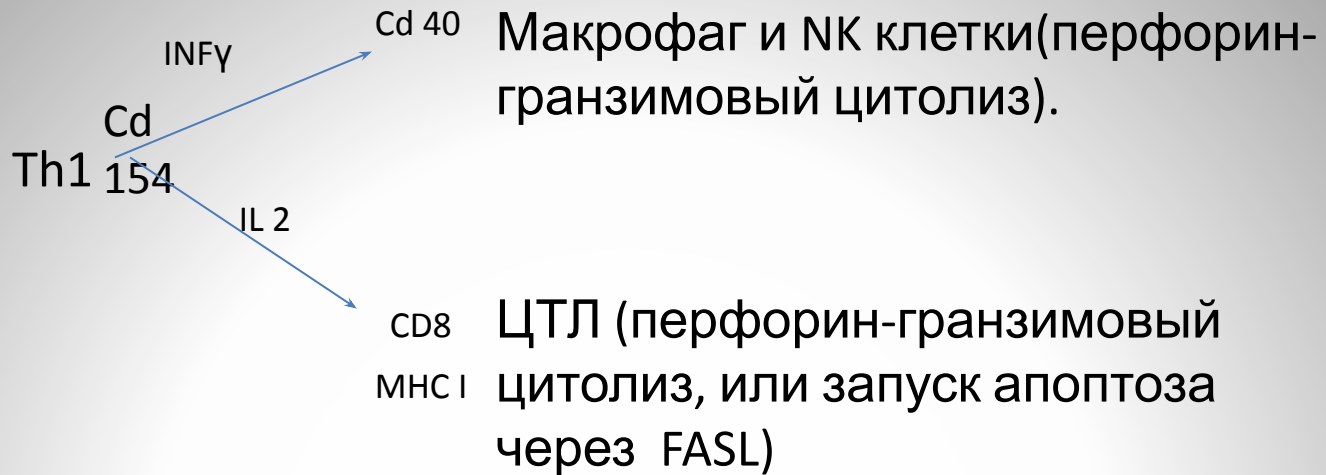 INFγ
Cd 40
Макрофаг и NK клетки(перфорин-
гранзимовый цитолиз).
Cd
Th1 154
IL 2
CD8 ЦТЛ (перфорин-гранзимовый
MHC I цитолиз, или запуск апоптоза
через FASL)